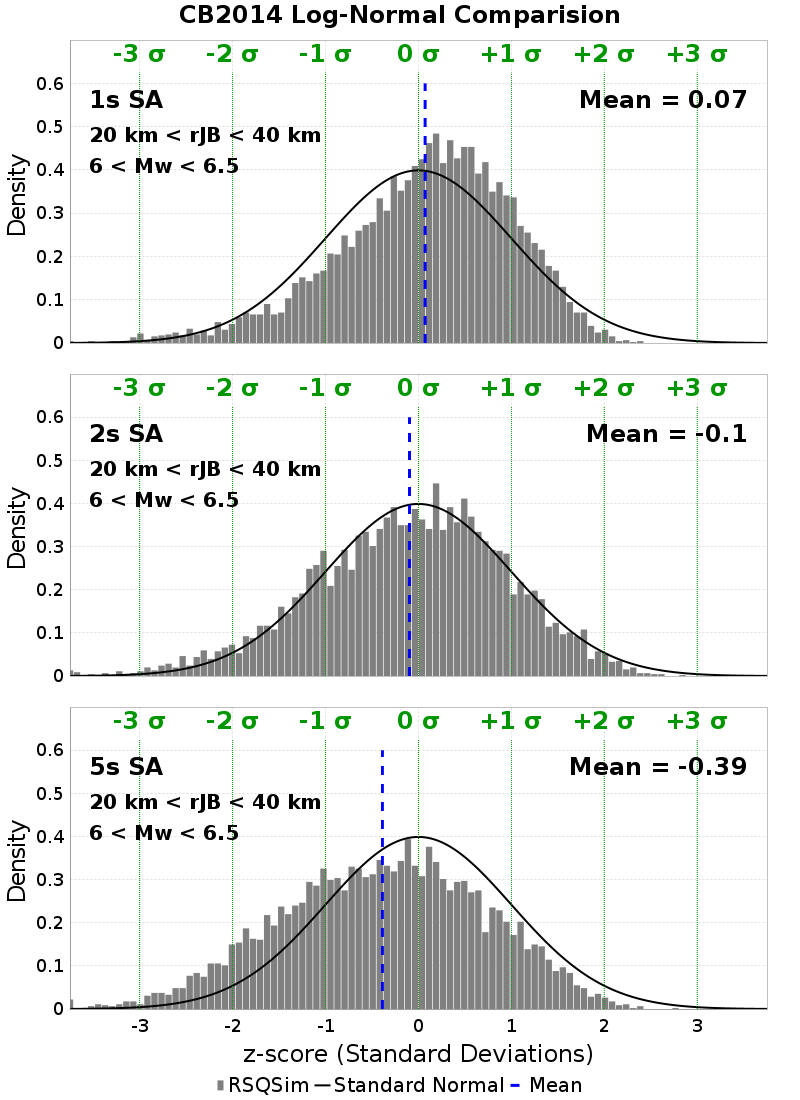 CB2014 Log-Normal Comparision
-3 σ -2 σ -1 σ 0 σ +1 σ +2 σ +3 σ
1s SA
Mean = 0.07
20 km < rJB < 40 km
6 < Mw < 6.5
0.6
0.5
0.4
0.3
0.2
0.1
0
Density
-3 σ -2 σ -1 σ 0 σ +1 σ +2 σ +3 σ
2s SA
Mean = -0.1
20 km < rJB < 40 km
6 < Mw < 6.5
0.6
0.5
0.4
0.3
0.2
0.1
0
Density
-3 σ -2 σ -1 σ 0 σ +1 σ +2 σ +3 σ
5s SA
Mean = -0.39
20 km < rJB < 40 km
6 < Mw < 6.5
0.6
0.5
0.4
0.3
0.2
0.1
0
Density
-3 -2 -1 0 1 2 3
z-score (Standard Deviations)
RSQSim Standard Normal Mean